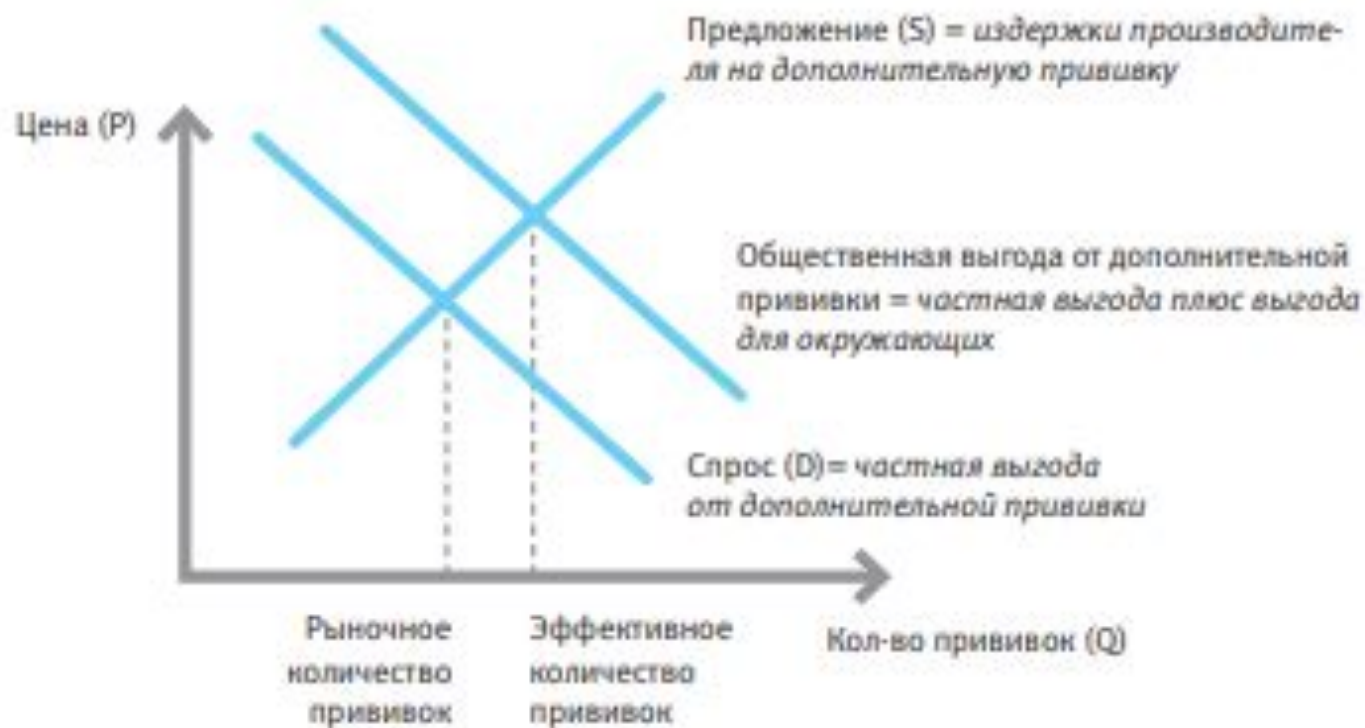 Предложение (S) = издержки производите-
ля на дополнительную прививку
Цена (P)
Общественная выгода от дополнительной
прививки = частная выгода плюс выгода
для окружающих
Спрос (D)= частная выгода
от дополнительной прививки
Рыночное
количество
прививок
Эффективное
количество
прививок
Кол-во прививок (Q)